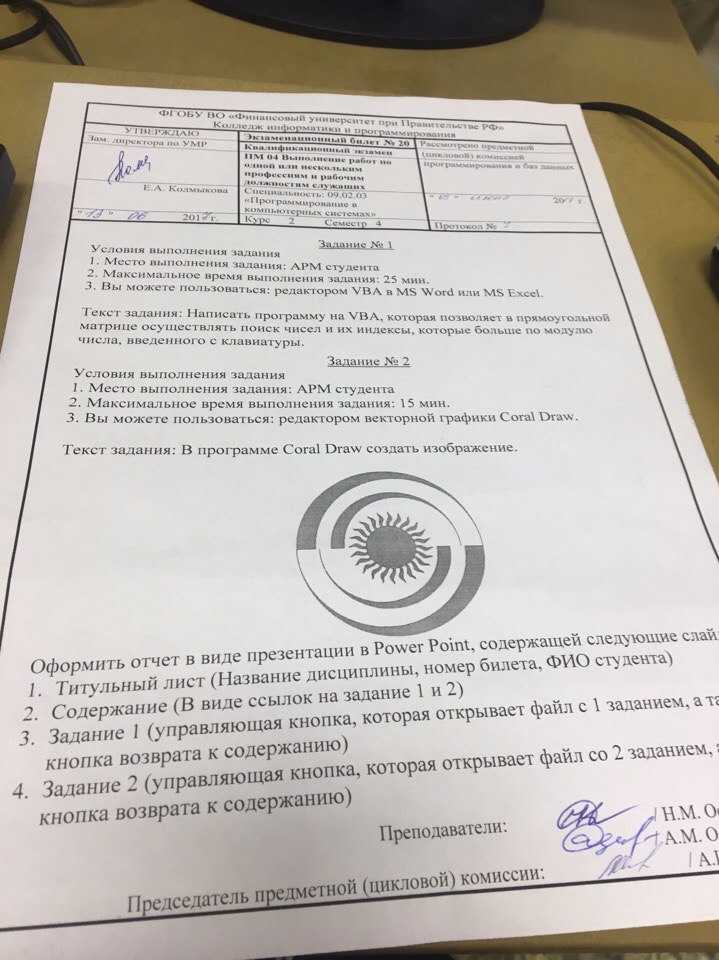 ФГОБУ ВО «Финансовый университет при Правительстве РФ»
Колледж информатики и программирования
УТВЕРЖДАЮ
Зам. директора по УМР
Е.А. Колмыкова
"13" 06 2017 г.
Экзаменационный билет № 20
Квалификационный экзамен
ПМ 04 Выполнение работ по
одной или нескольким
профессиям и рабочим
должностям служащих
Специальность: 09.02.03
«Программирование в
компьютерных системах»
Курс 2 Семестр 4
Рассмотрено предметной
(цикловой) комиссией
программирования и баз данных
2017 г.
Протокол №
Задание № 1
Условия выполнения задания
1. Место выполнения задания: АРМ студента
2. Максимальное время выполнения задания: 25 мин.
3. Вы можете пользоваться: редактором VBA в MS Word или MS Excel.
Текст задания: Написать программу на VBA, которая позволяет в прямоугольной
матрице осуществлять поиск чисел и их индексы, которые больше по модулю
числа, введенного с клавиатуры.
Задание № 2
Условия выполнения задания
1. Место выполнения задания: АРМ студента
2. Максимальное время выполнения задания: 15 мин.
3. Вы можете пользоваться: редактором векторной графики Coral Draw.
Текст задания: В программе Coral Draw создать изображение.
Оформить отчет в виде презентации в Power Point, содержащей следующие слай
1. Титульный лист (Название дисциплины, номер билета, ФИО студента)
2. Содержание (В виде ссылок на задание 1 и 2)
3. Задание 1 (управляющая кнопка, которая открывает файл с 1 заданием, а та
кнопка возврата к содержанию)
4. Задание 2 (управляющая кнопка, которая открывает файл со 2 заданием, а
кнопка возврата к содержанию)
Преподаватели: / Н.М. Ос
/ А.М. О
Председатель предметной (цикловой) комиссии: / А.